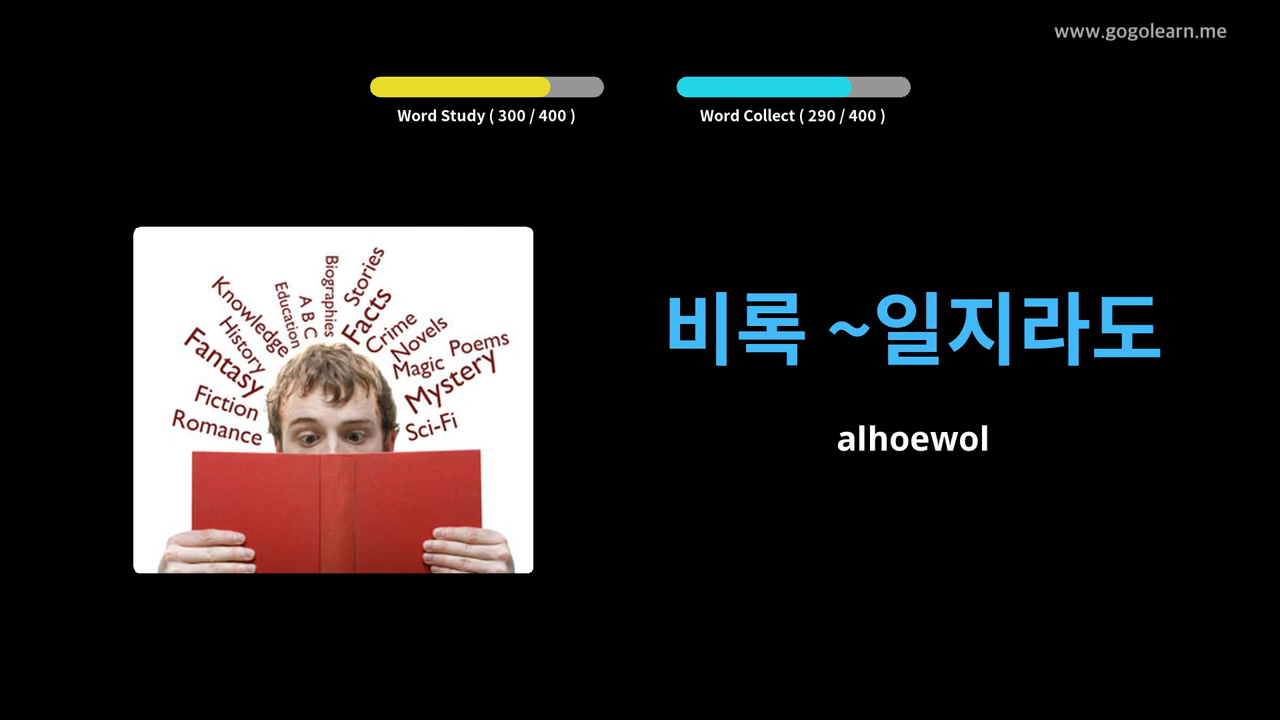 www.gogolearn.me
Word Study ( 300 / 400 )
Word Collect ( 290 / 400 )
Biographies
Stories
Knowledge
Education
A B C
Facts
History
Crime
Novels
Fantasy
Magic
Poems
Fiction
Mystery
Romance
Sci-Fi
비록 ~일지라도
alhoewol